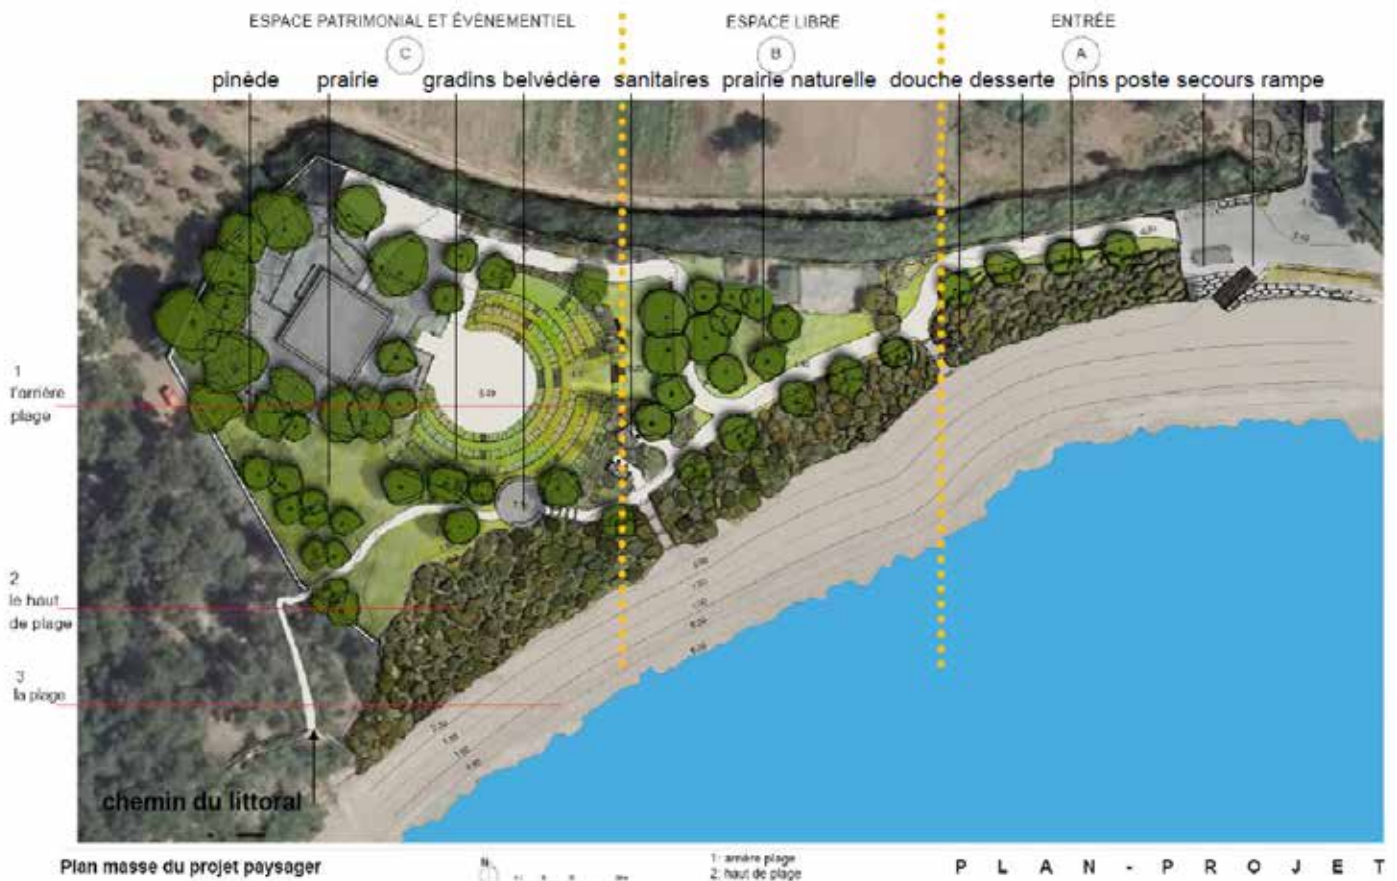 ESPACE PATRIMONIAL ET ÉVÉNEMENTIEL ESPACE LIBRE ENTRÉE
C B A
pinède prairie gradins belvédère sanitaires prairie naturelle douche desserte pins poste secours rampe
1
l'arrière
plage
2
le haut
de plage
3
la plage
chemin du littoral
Plan masse du projet paysager
N
1: arrière plage
2: haut de plage
PLAN-PROJET